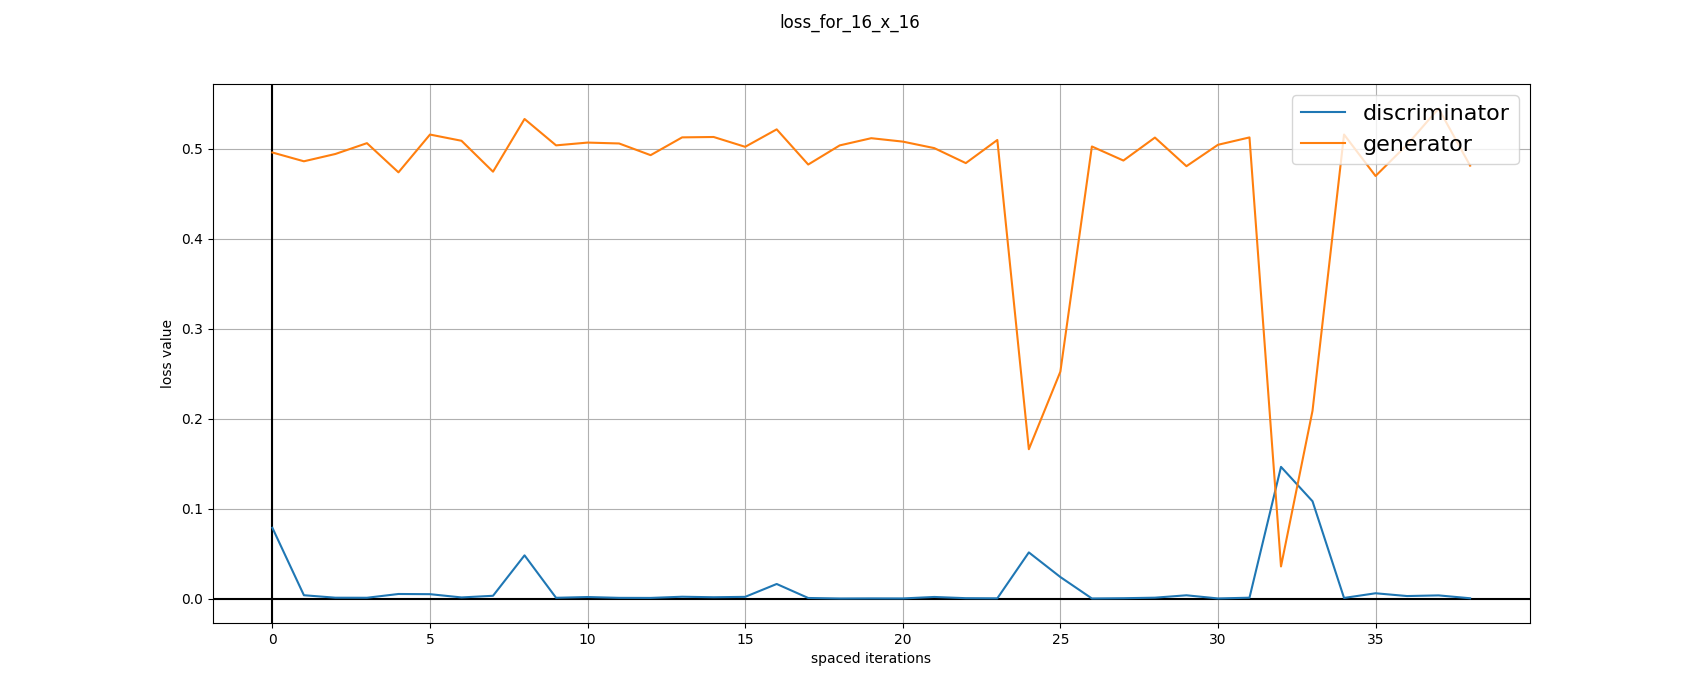 loss_for_16_x_16
discriminator
generator
0.5
0.4
0.3
0.2
0.1
0.0
loss value
0 5 10 15 20 25 30 35
spaced iterations